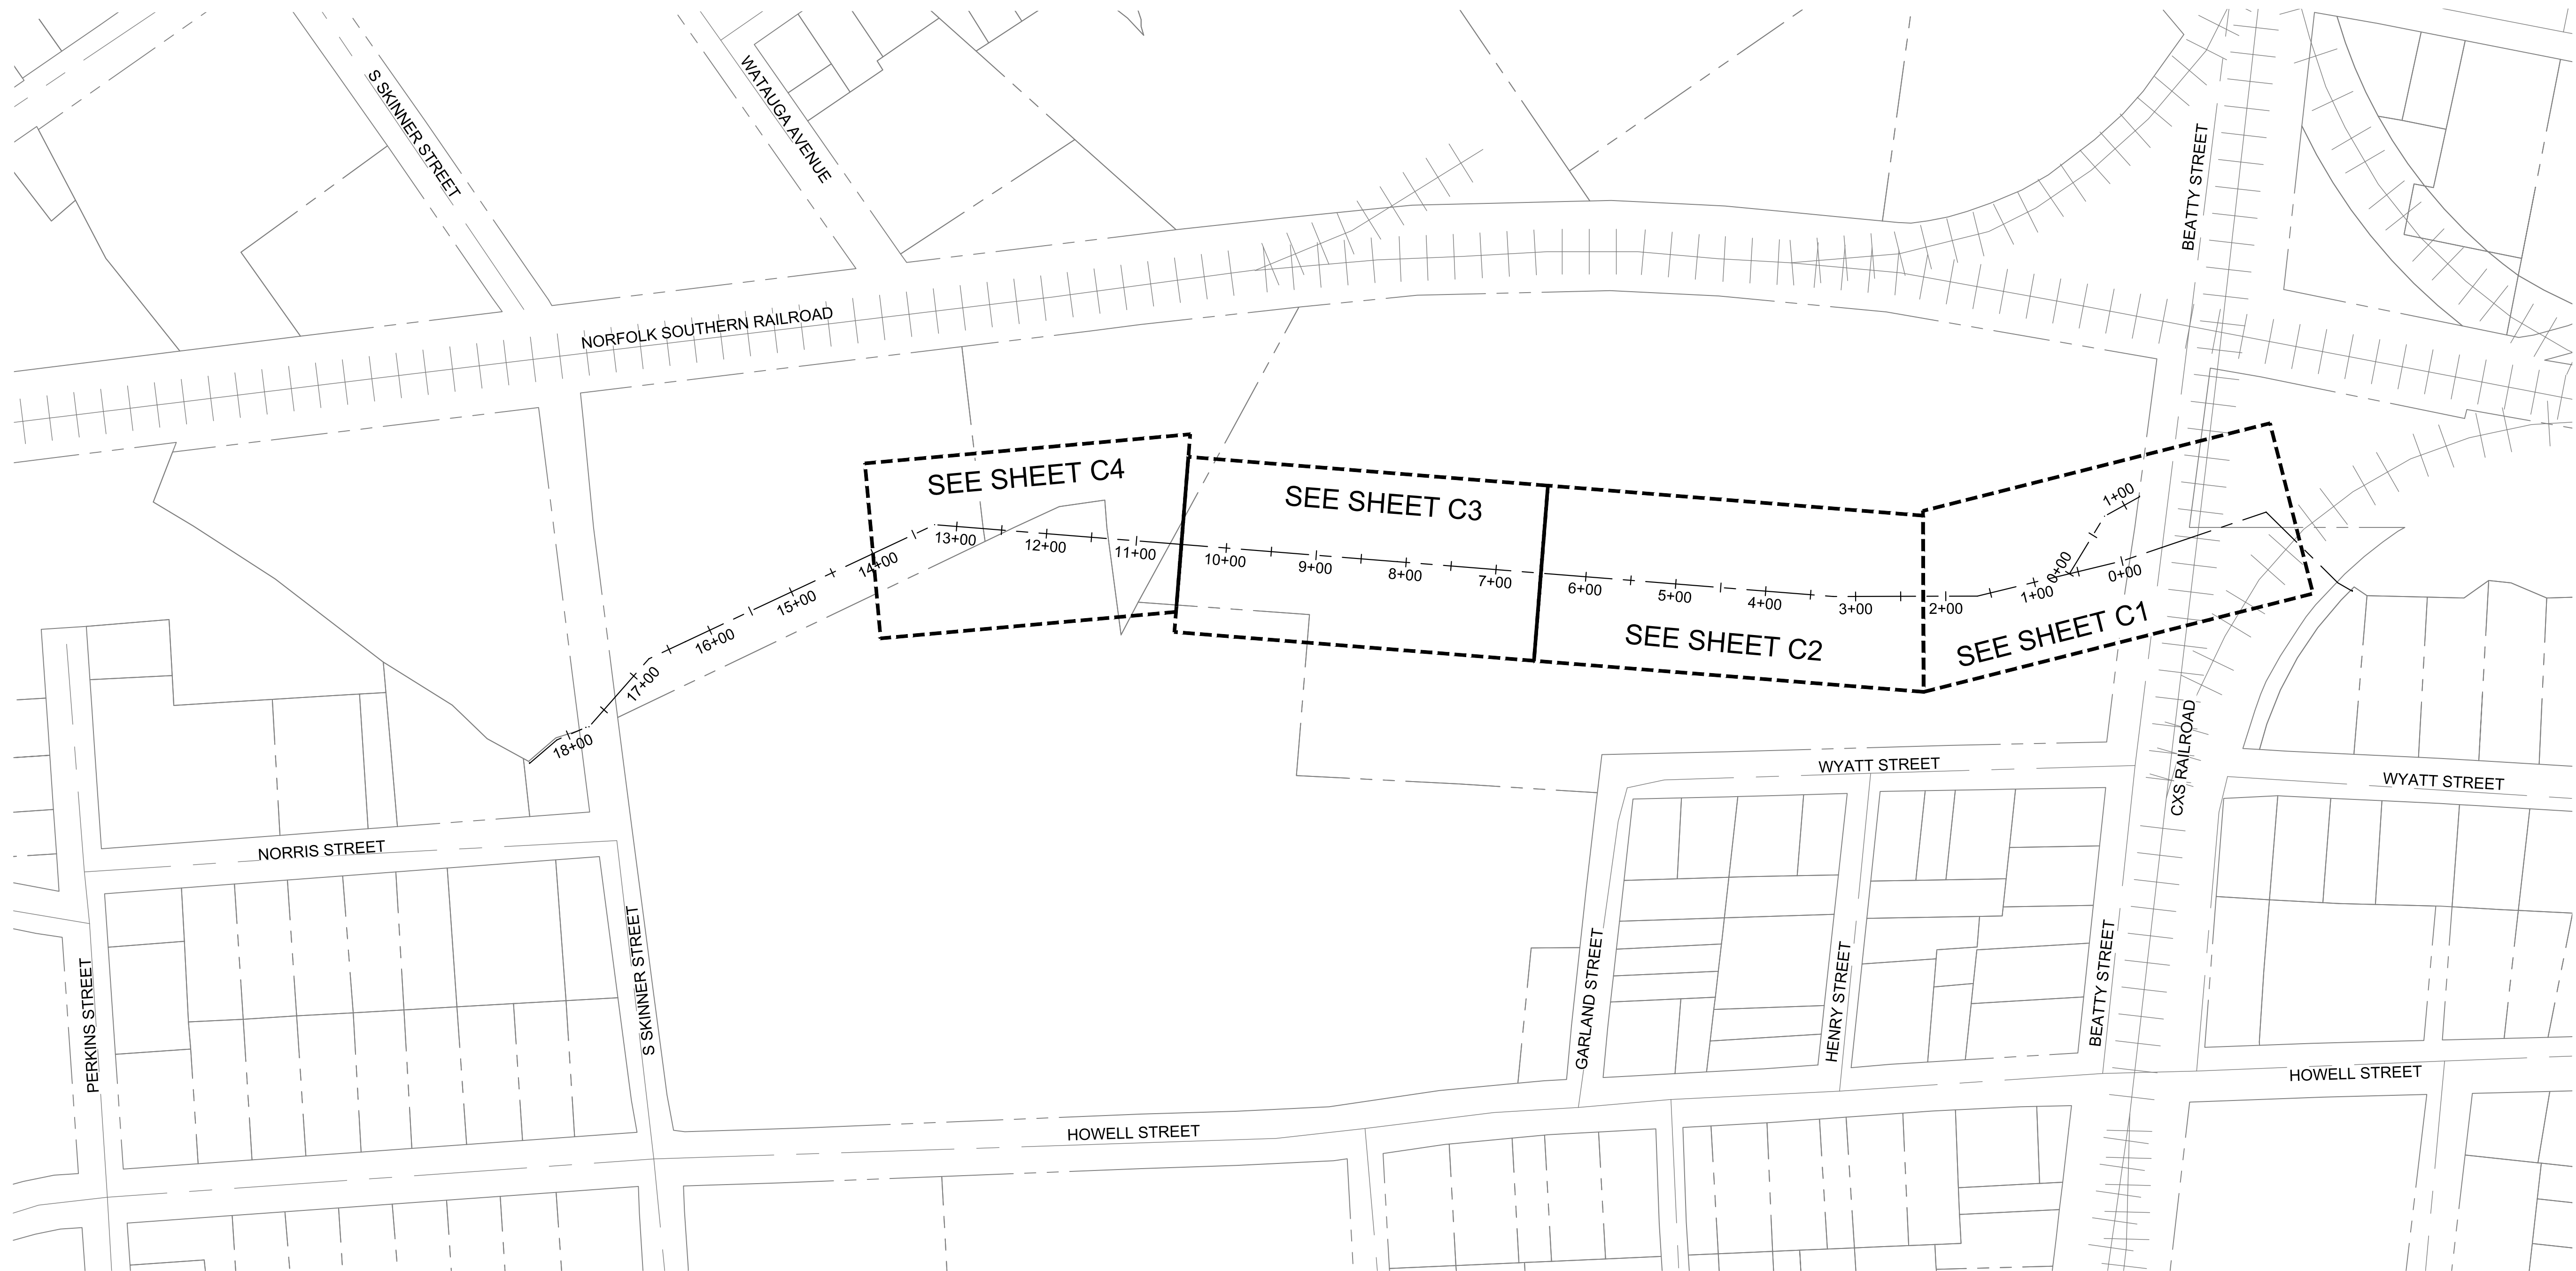 S SKINNER STREET
WATAUGA AVENUE
BEATTY STREET
NORFOLK SOUTHERN RAILROAD
SEE SHEET C4
SEE SHEET C3
SEE SHEET C2
SEE SHEET C1
1+00
0+00
0+00
1+00
2+00
3+00
4+00
5+00
6+00
7+00
8+00
9+00
10+00
11+00
12+00
13+00
14+00
15+00
16+00
17+00
18+00
CXS RAILROAD
WYATT STREET
WYATT STREET
NORRIS STREET
PERKINS STREET
S SKINNER STREET
GARLAND STREET
HENRY STREET
BEATTY STREET
HOWELL STREET
HOWELL STREET